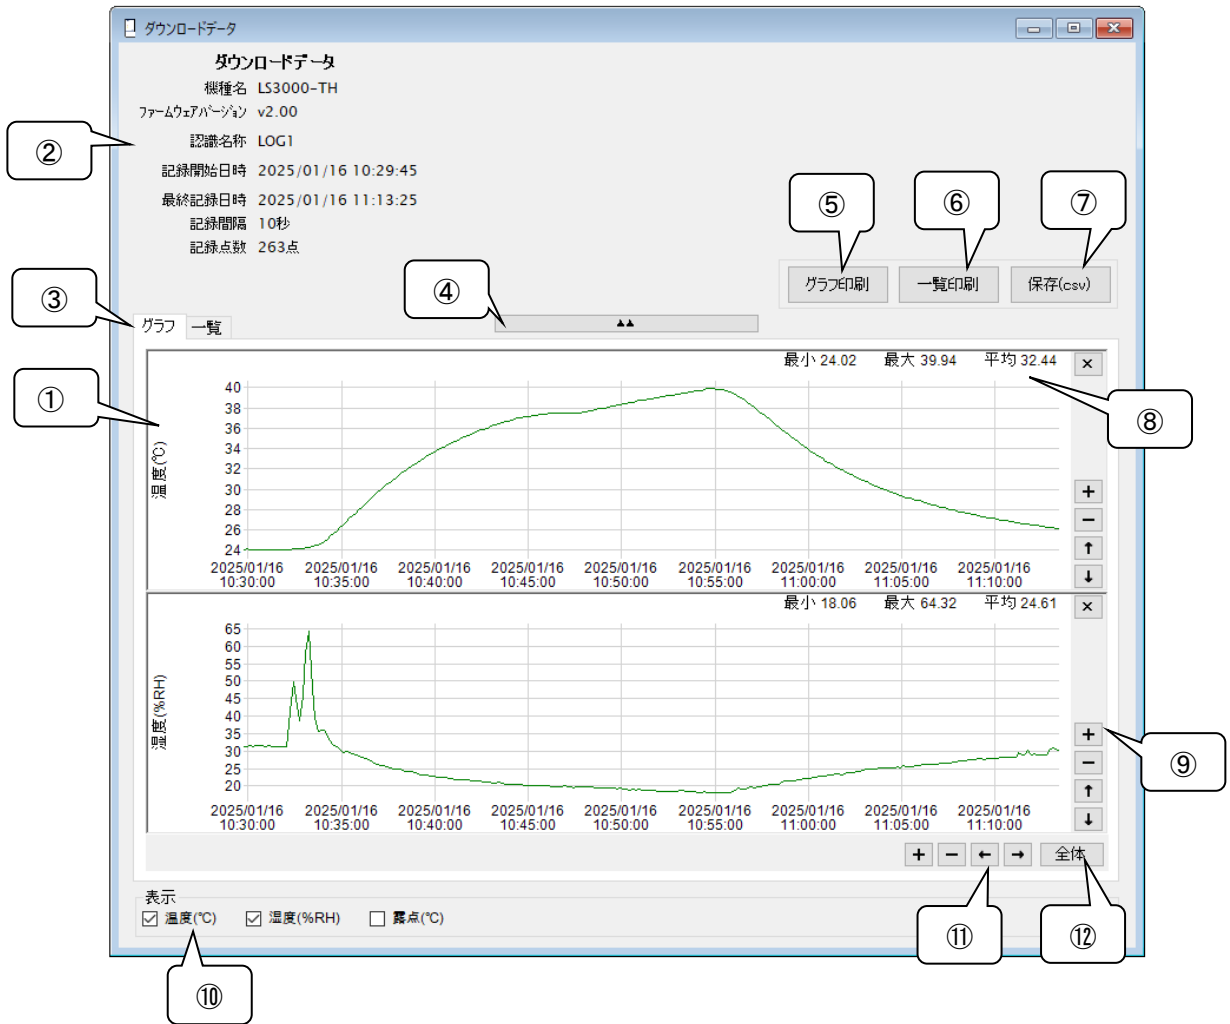 ダウンロードデータ
ダウンロードデータ
機種名 LS3000-TH
ファームウェアバージョン v2.00
② 認識名称 LOG1
記録開始日時 2025/01/16 10:29:45
最終記録日時 2025/01/16 11:13:25
記録間隔 10秒
記録点数 263点
⑤ ⑥ ⑦
グラフ印刷 一覧印刷 保存(csv)
③ ④
グラフ 一覧 ▲▲
最小 24.02 最大 39.94 平均 32.44 ×
① ⑧
温度(℃)
40
38
36
34
32
30
28
26
24
+
−
↑
↓
2025/01/16 2025/01/16 2025/01/16 2025/01/16 2025/01/16 2025/01/16 2025/01/16 2025/01/16 2025/01/16
10:30:00 10:35:00 10:40:00 10:45:00 10:50:00 10:55:00 11:00:00 11:05:00 11:10:00
最小 18.06 最大 64.32 平均 24.61 ×
湿度(%RH)
65
60
55
50
45
40
35
30
25
20
+
−
↑
↓
⑨
2025/01/16 2025/01/16 2025/01/16 2025/01/16 2025/01/16 2025/01/16 2025/01/16 2025/01/16 2025/01/16
10:30:00 10:35:00 10:40:00 10:45:00 10:50:00 10:55:00 11:00:00 11:05:00 11:10:00
+ − ← → 全体
表示
温度(℃) 湿度(%RH) 露点(℃)
⑪ ⑫
⑩